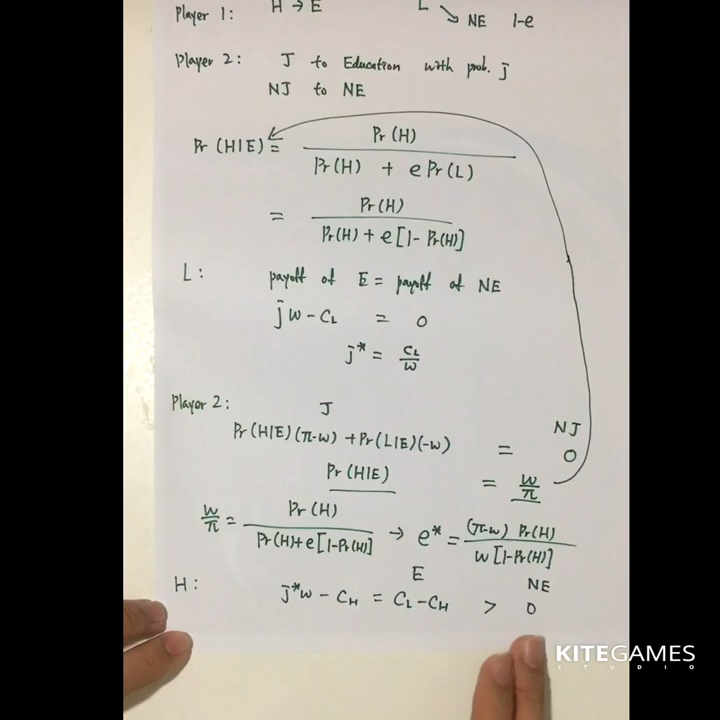 Player 1: H → E L ↘ NE 1-e
Player 2: J to Education with prob. j
NJ to NE
Pr(H|E) = Pr(H) / (Pr(H) + e Pr(L))
= Pr(H) / (Pr(H) + e[1-Pr(H)])
L: payoff of E = payoff of NE
jw - C_L = 0
j* = C_L / w
Player 2: J NJ
Pr(H|E)(π-w) + Pr(L|E)(-w) = 0
Pr(H|E) = w/π
w/π = Pr(H) / (Pr(H)+e[1-Pr(H)]) → e* = (π-w) Pr(H) / (w[1-Pr(H)])
E NE
H: j*w - C_H = C_L - C_H > 0
KITEGAMES
STUDIO